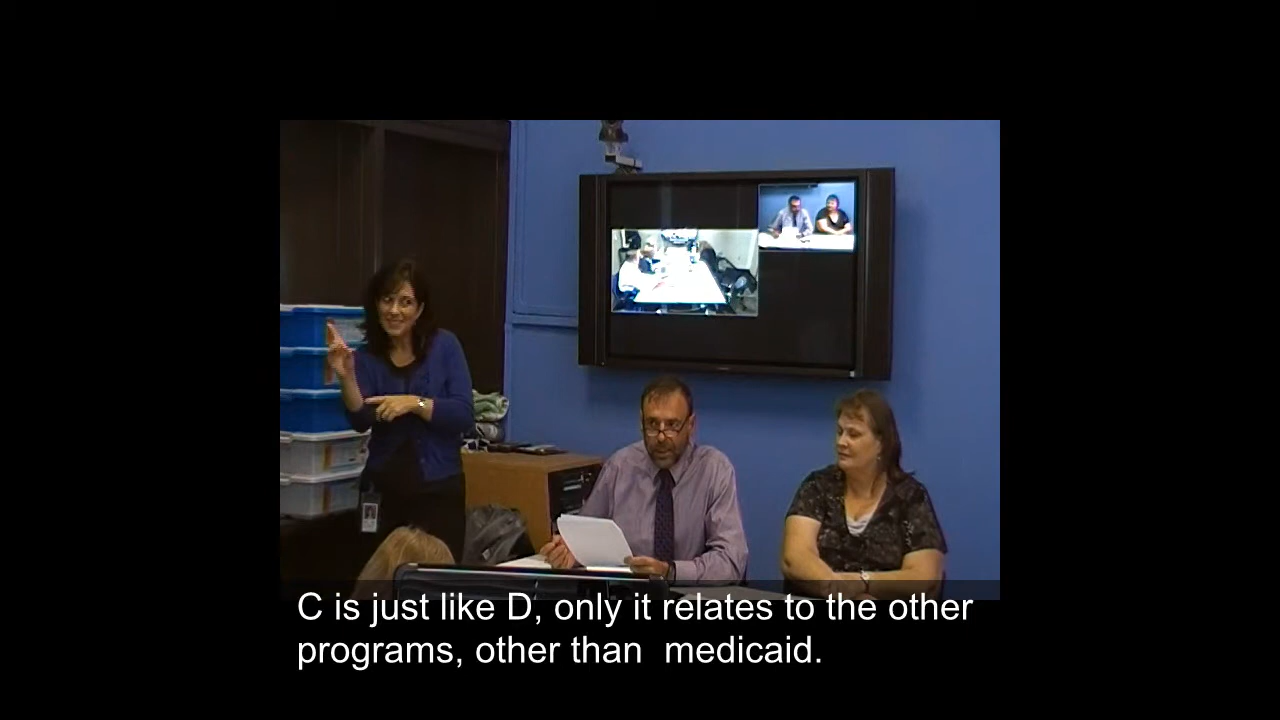 C is just like D, only it relates to the other
programs, other than  medicaid.